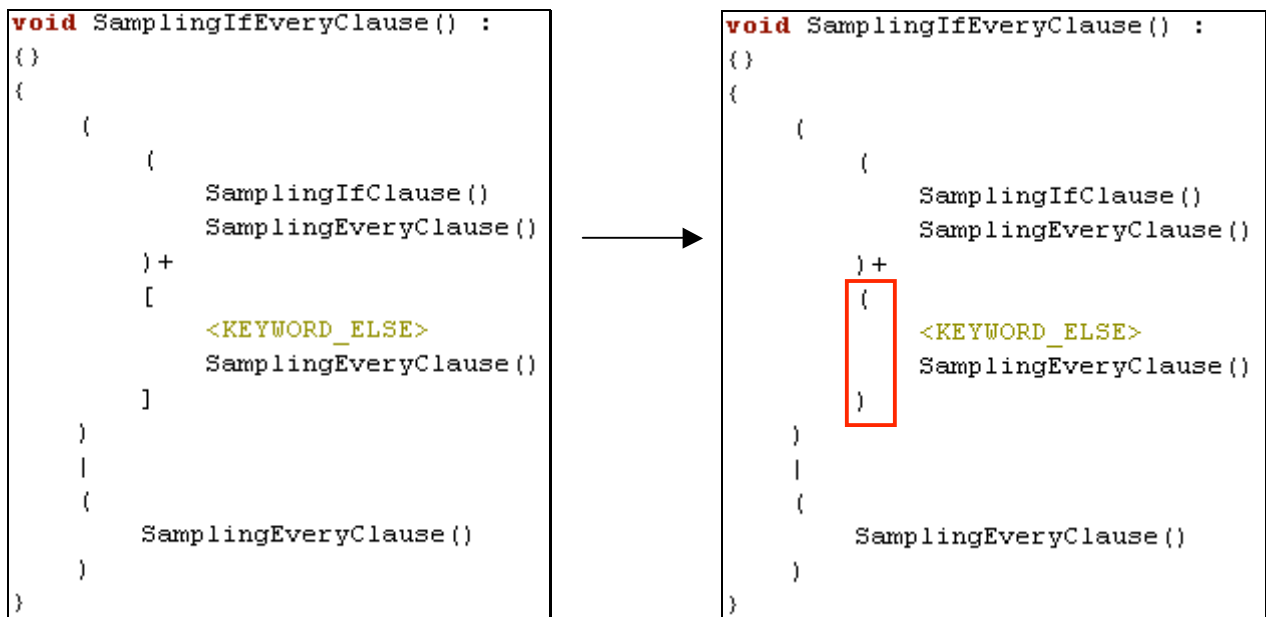 void SamplingIfEveryClause() :
{}
{
(
(
SamplingIfClause()
SamplingEveryClause()
)+
[
<KEYWORD_ELSE>
SamplingEveryClause()
]
)
|
(
SamplingEveryClause()
)
}
void SamplingIfEveryClause() :
{}
{
(
(
SamplingIfClause()
SamplingEveryClause()
)+
(
<KEYWORD_ELSE>
SamplingEveryClause()
)
)
|
(
SamplingEveryClause()
)
}